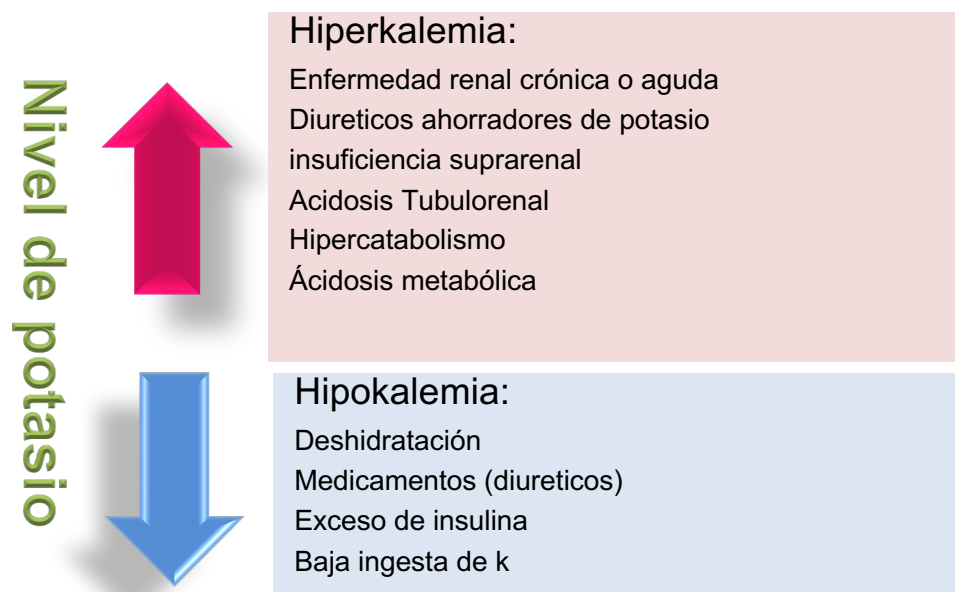 Nivel de potasio
Hiperkalemia:
Enfermedad renal crónica o aguda
Diureticos ahorradores de potasio
insuficiencia suprarenal
Acidosis Tubulorenal
Hipercatabolismo
Ácidosis metabólica
Hipokalemia:
Deshidratación
Medicamentos (diureticos)
Exceso de insulina
Baja ingesta de k